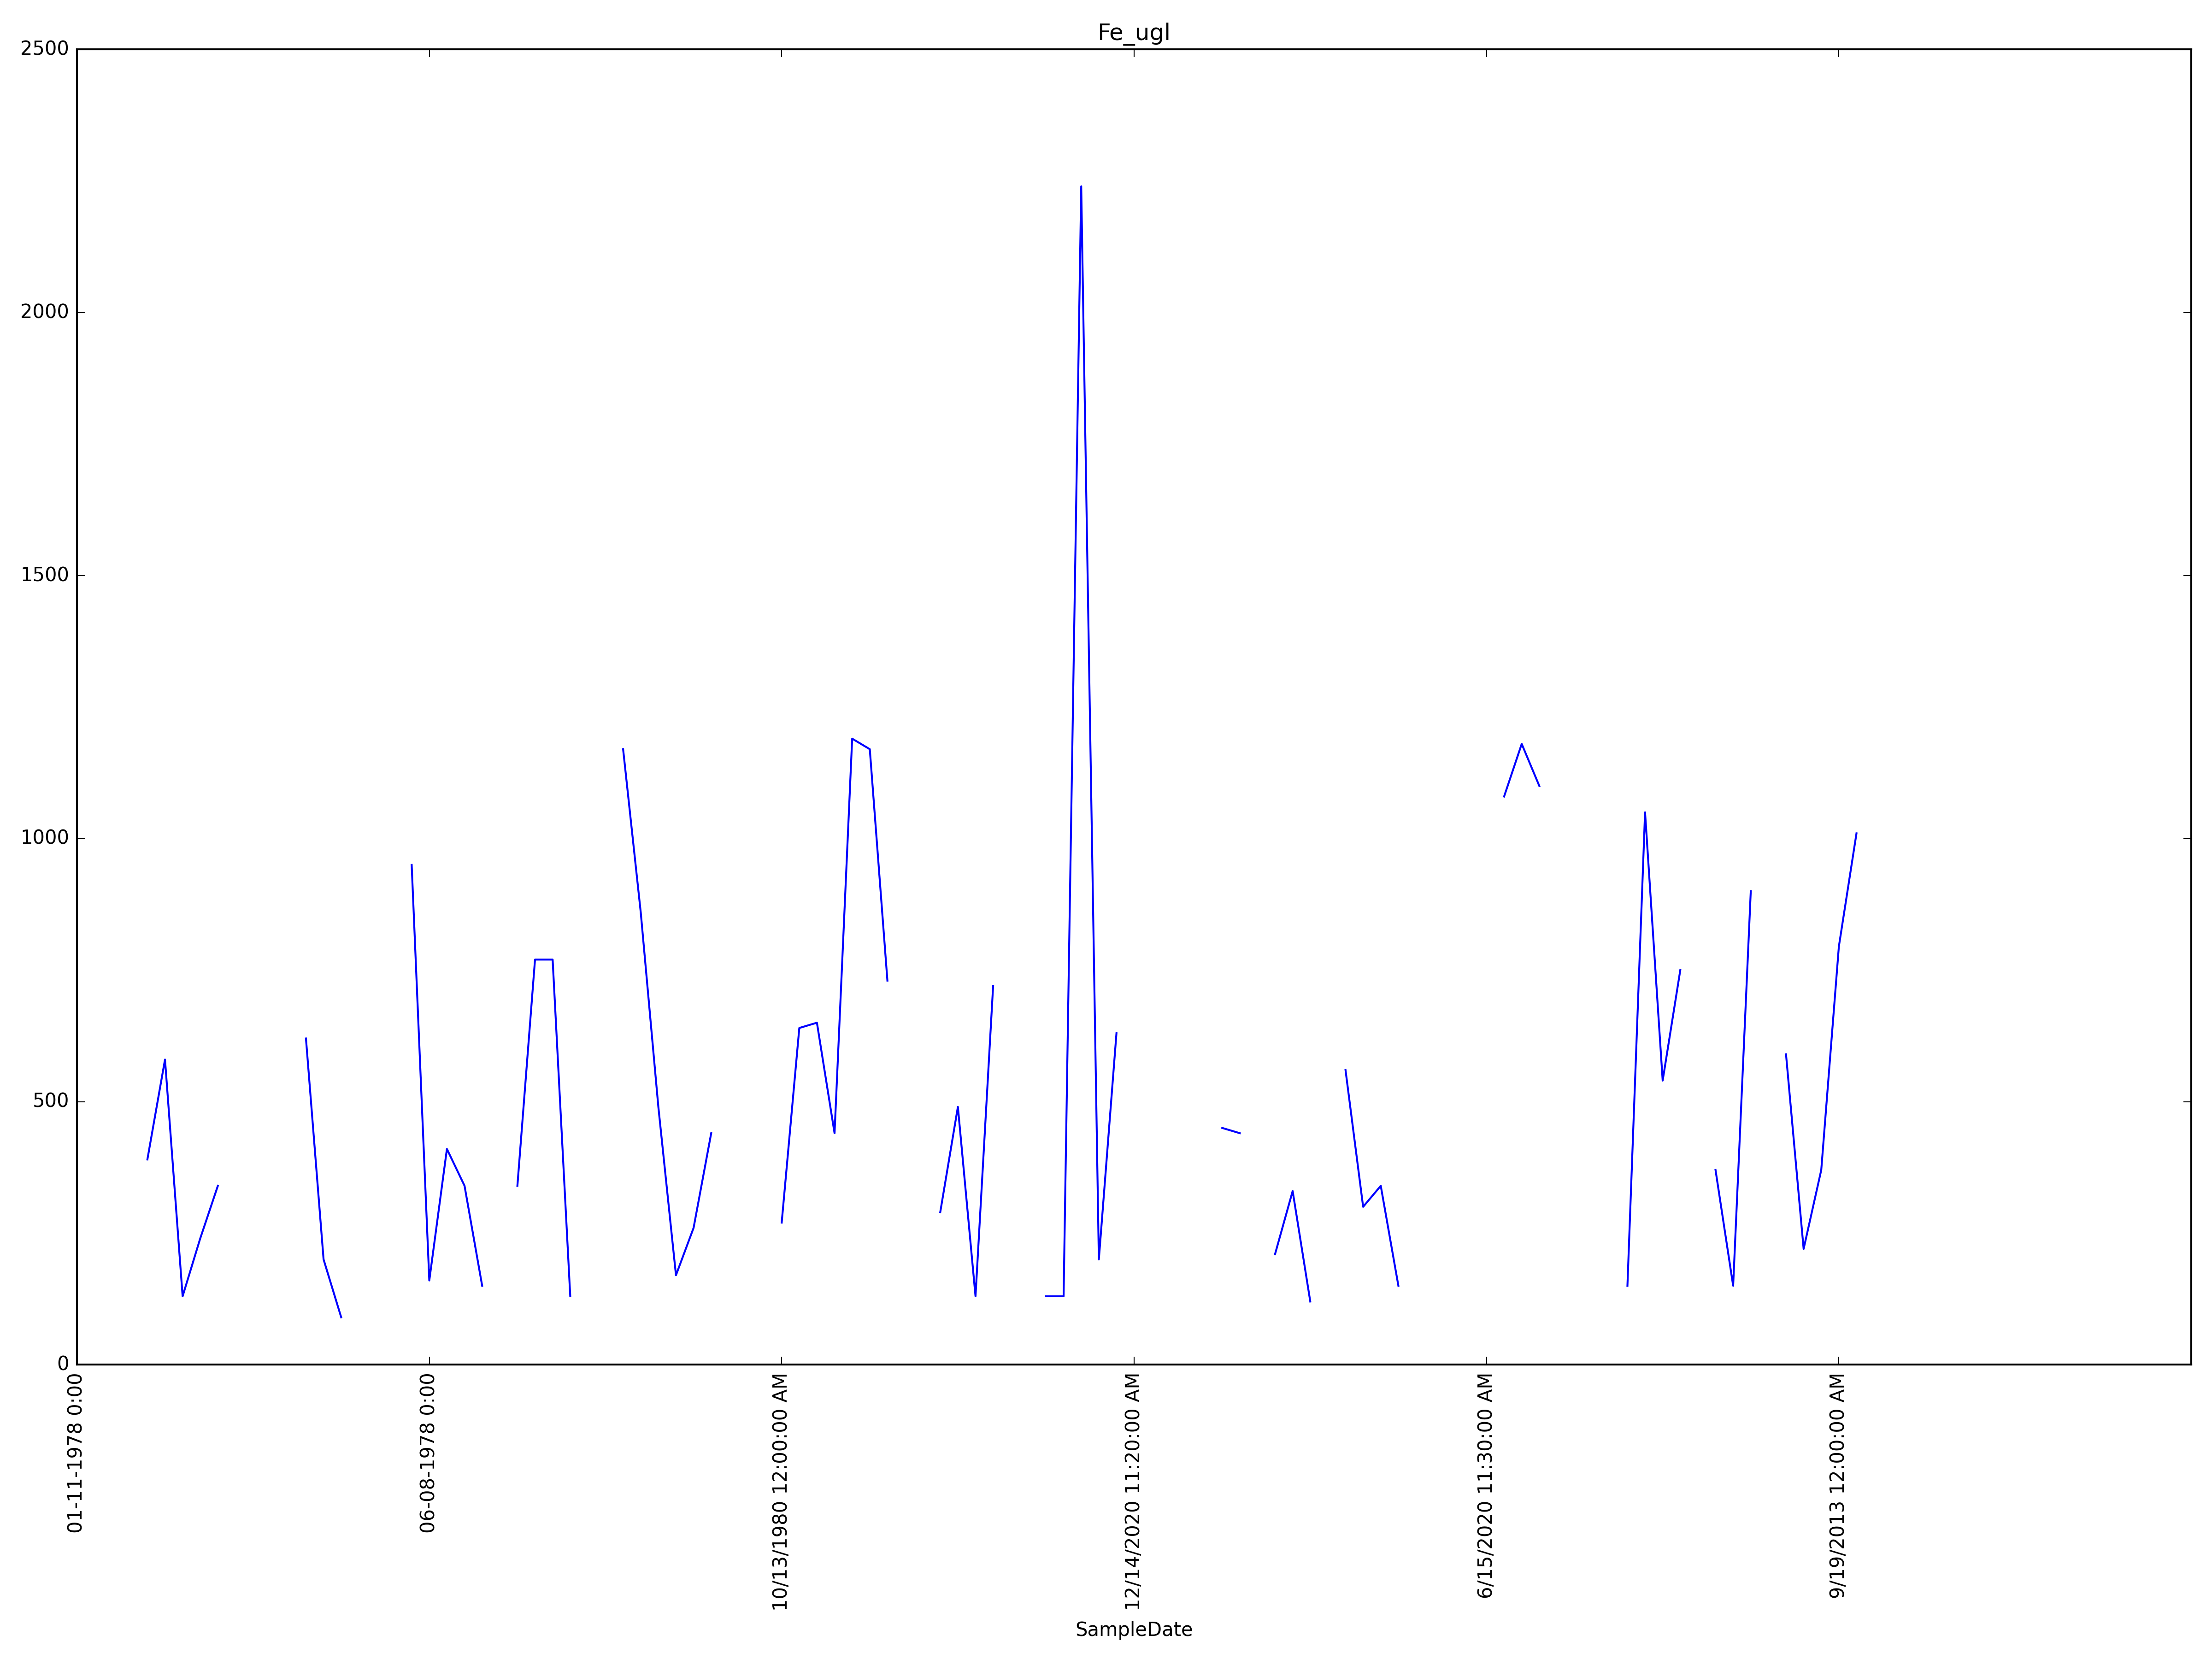 Fe_ugl
2500
2000
1500
1000
500
0
01-11-1978 0:00
06-08-1978 0:00
10/13/1980 12:00:00 AM
12/14/2020 11:20:00 AM
6/15/2020 11:30:00 AM
9/19/2013 12:00:00 AM
SampleDate